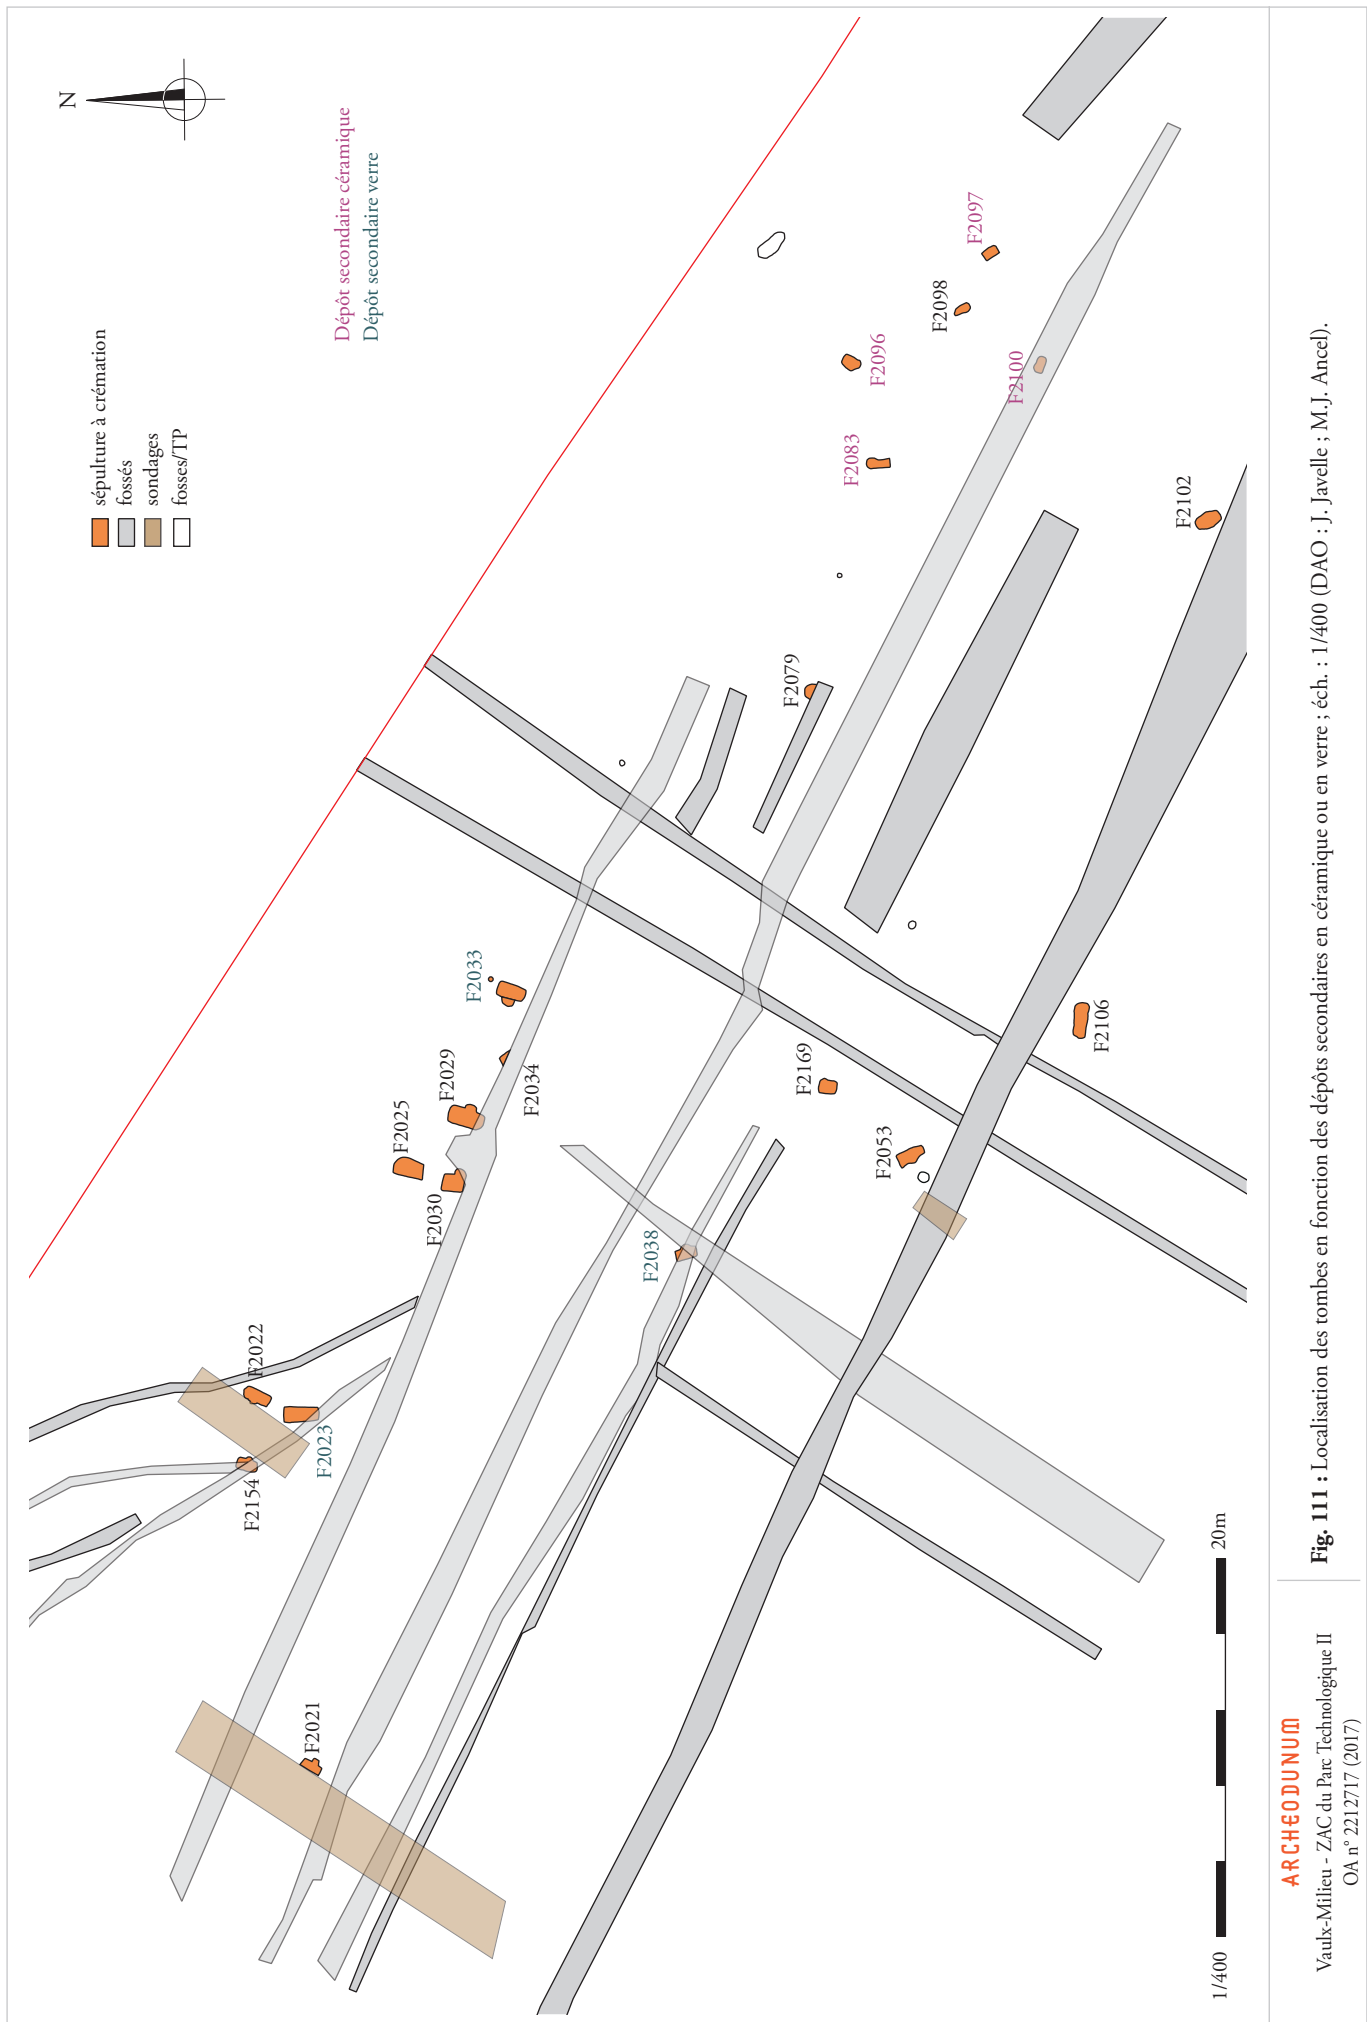 N
sépulture à crémation
fossés
sondages
fosses/TP
Dépôt secondaire céramique
Dépôt secondaire verre
F2097
F2098
F2096
F2100
F2083
F2102
F2079
F2033
F2029
F2034
F2025
F2030
F2169
F2106
F2053
F2038
F2022
F2023
F2154
F2021
1/400
20m
Fig. 111 : Localisation des tombes en fonction des dépôts secondaires en céramique ou en verre ; éch. : 1/400 (DAO : J. Javelle ; M.J. Ancel).
ARCHEODUNUM
Vaulx-Milieu - ZAC du Parc Technologique II
OA n° 2212717 (2017)